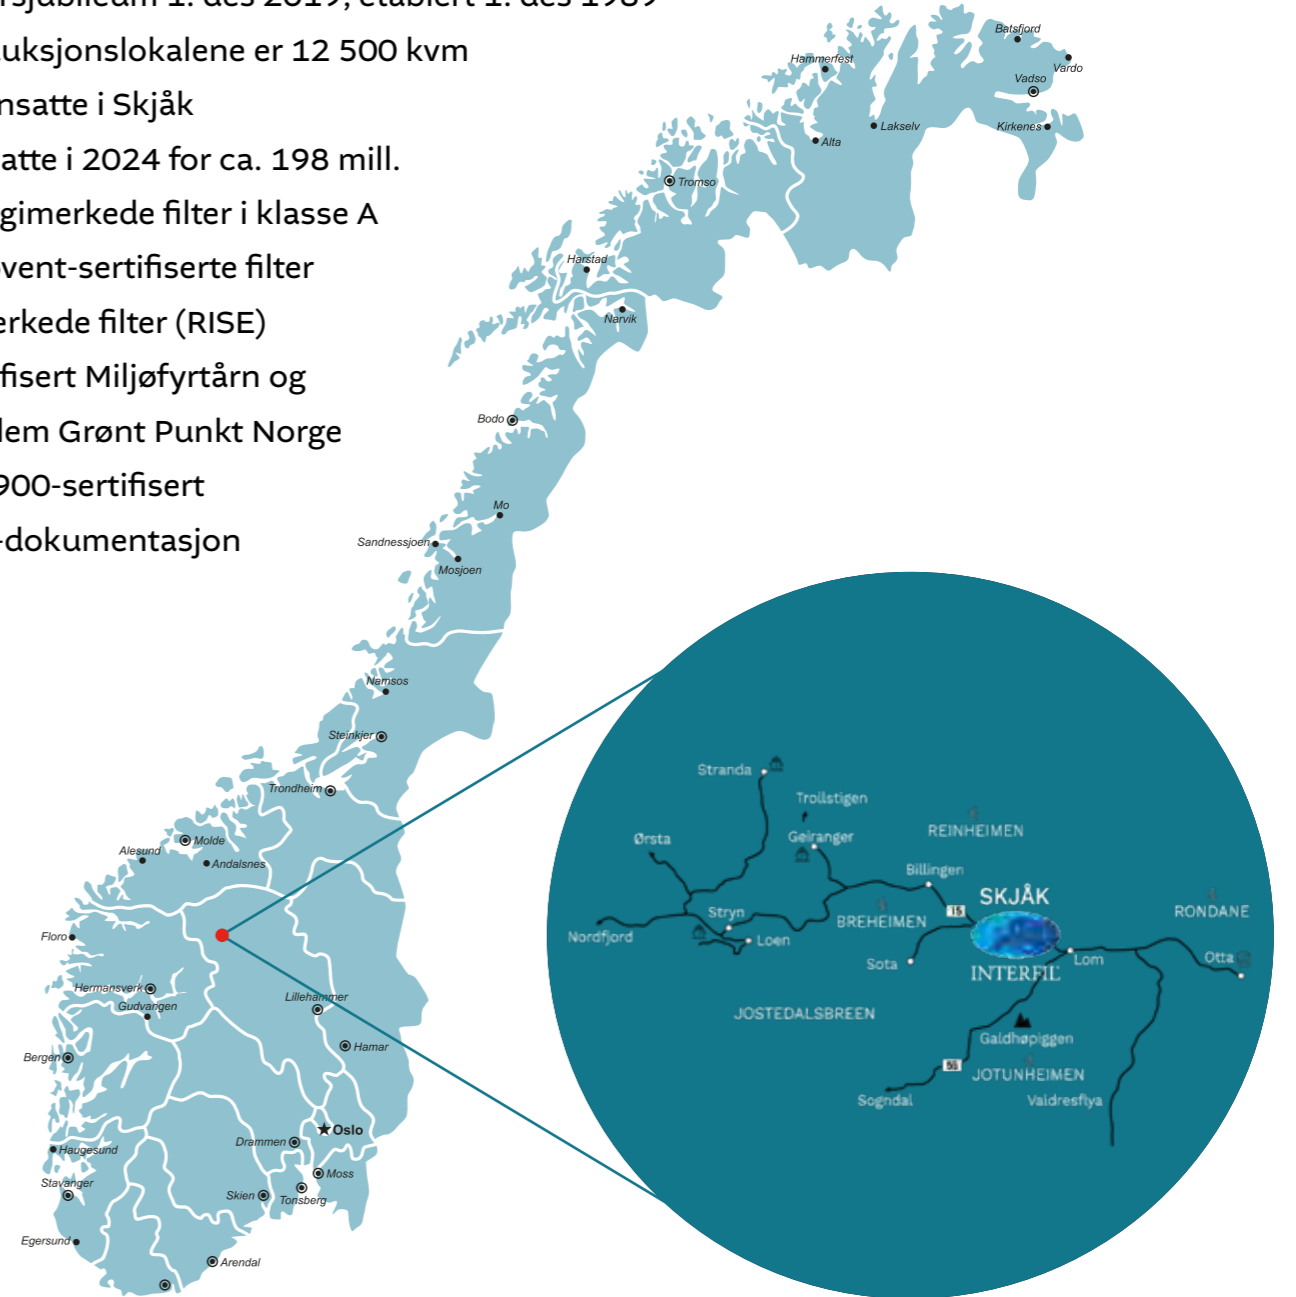 rsjubileum 1. des 2019, etablert 1. des 1989
uksjonslokalene er 12 500 kvm
nsatte i Skjåk
atte i 2024 for ca. 198 mill.
gimerkede filter i klasse A
vent-sertifiserte filter
erkede filter (RISE)
fisert Miljøfyrtårn og
lem Grønt Punkt Norge
900-sertifisert
-dokumentasjon
Batsfjord
Hammerfest
Vardo
Vadso
Lakselv
Kirkenes
Alta
Tromso
Harstad
Narvik
Bodo
Mo
Sandnessjoen
Mosjoen
Namsos
Steinkjer
Trondheim
Molde
Alesund
Andalsnes
Floro
Hermansverk
Gudvangen
Lillehammer
Bergen
Hamar
Oslo
Drammen
Haugesund
Moss
Stavanger
Skien
Tonsberg
Egersund
Arendal
Stranda
Trollstigen
Ørsta
Geiranger
REINHEIMEN
Billingen
SKJÅK
15
Stryn
BREHEIMEN
RONDANE
Nordfjord
Loen
Sota
INTERFIL
Lom
Otta
JOSTEDALSBREEN
Galdhøpiggen
55
JOTUNHEIMEN
Sogndal
Valdresflya